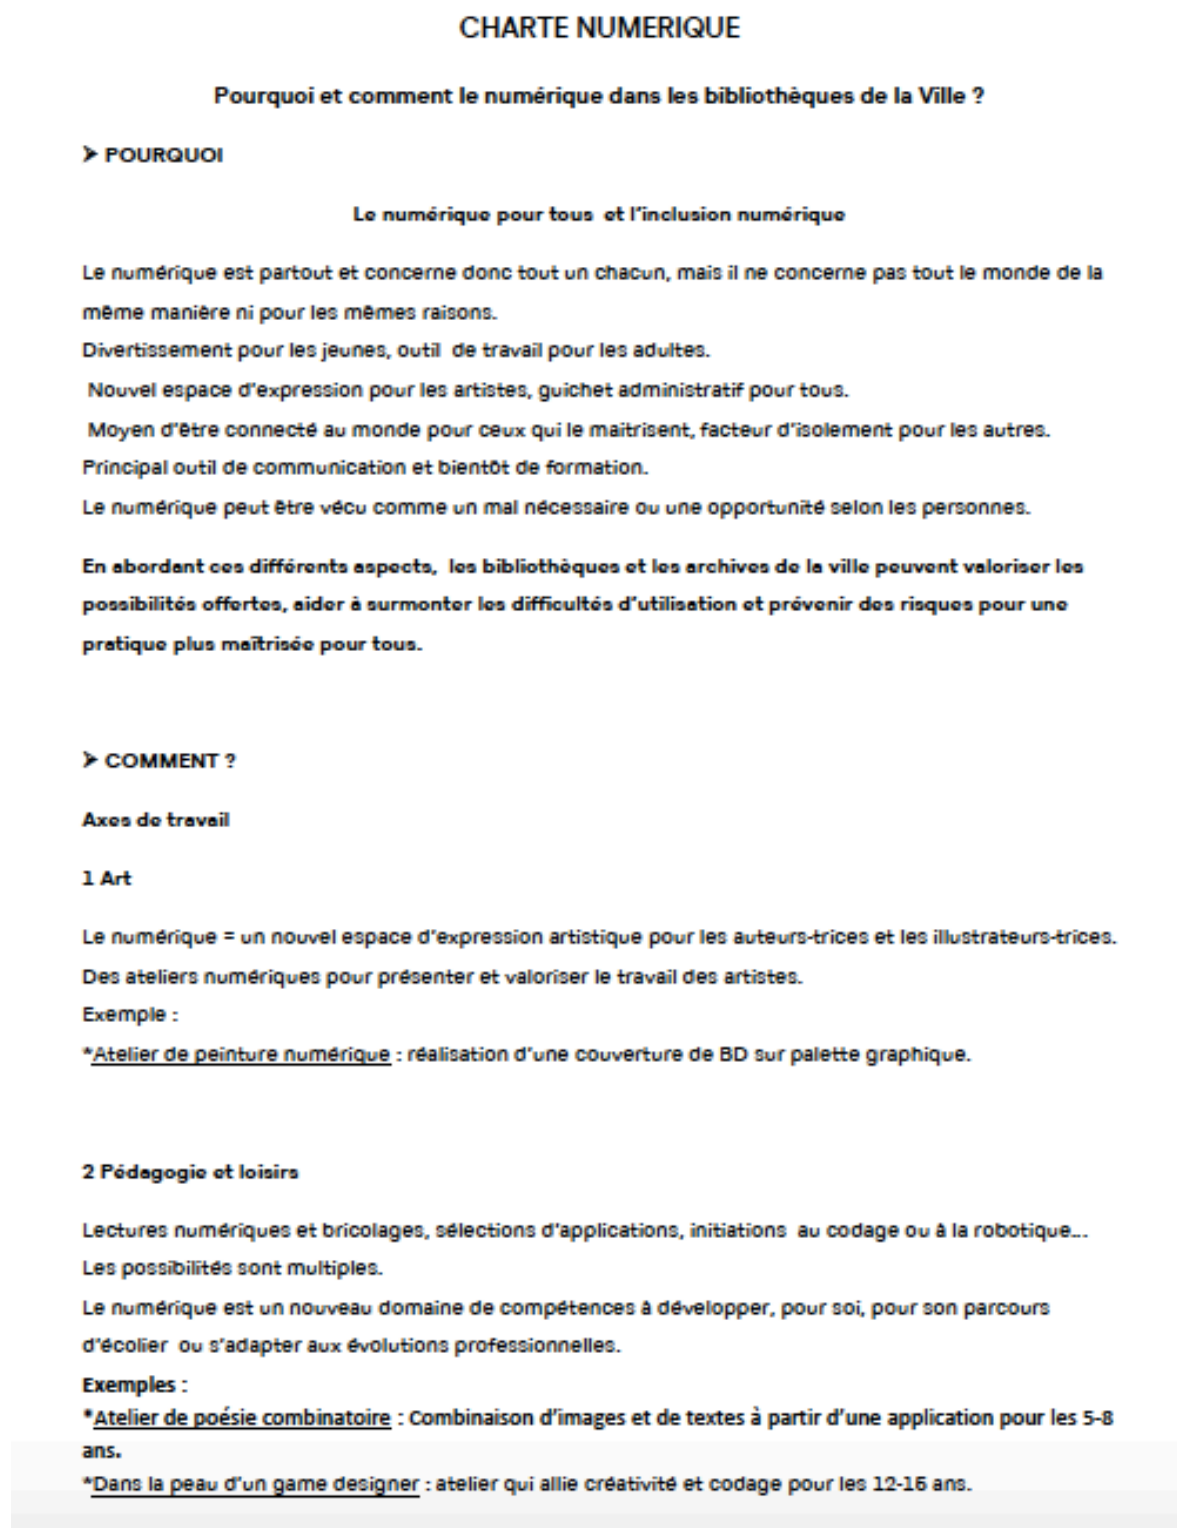 CHARTE NUMERIQUE
Pourquoi et comment le numérique dans les bibliothèques de la Ville ?
➢ POURQUOI
Le numérique pour tous et l'inclusion numérique
Le numérique est partout et concerne donc tout un chacun, mais il ne concerne pas tout le monde de la
même manière ni pour les mêmes raisons.
Divertissement pour les jeunes, outil de travail pour les adultes.
Nouvel espace d'expression pour les artistes, guichet administratif pour tous.
Moyen d'être connecté au monde pour ceux qui le maitrisent, facteur d'isolement pour les autres.
Principal outil de communication et bientôt de formation.
Le numérique peut être vécu comme un mal nécessaire ou une opportunité selon les personnes.
En abordant ces différents aspects, les bibliothèques et les archives de la ville peuvent valoriser les
possibilités offertes, aider à surmonter les difficultés d'utilisation et prévenir des risques pour une
pratique plus maîtrisée pour tous.
➢ COMMENT ?
Axes de travail
1 Art
Le numérique = un nouvel espace d'expression artistique pour les auteurs-trices et les illustrateurs-trices.
Des ateliers numériques pour présenter et valoriser le travail des artistes.
Exemple :
*Atelier de peinture numérique : réalisation d'une couverture de BD sur palette graphique.
2 Pédagogie et loisirs
Lectures numériques et bricolages, sélections d'applications, initiations au codage ou à la robotique...
Les possibilités sont multiples.
Le numérique est un nouveau domaine de compétences à développer, pour soi, pour son parcours
d'écolier ou s'adapter aux évolutions professionnelles.
Exemples :
*Atelier de poésie combinatoire : Combinaison d'images et de textes à partir d'une application pour les 5-8
ans.
*Dans la peau d'un game designer : atelier qui allie créativité et codage pour les 12-16 ans.